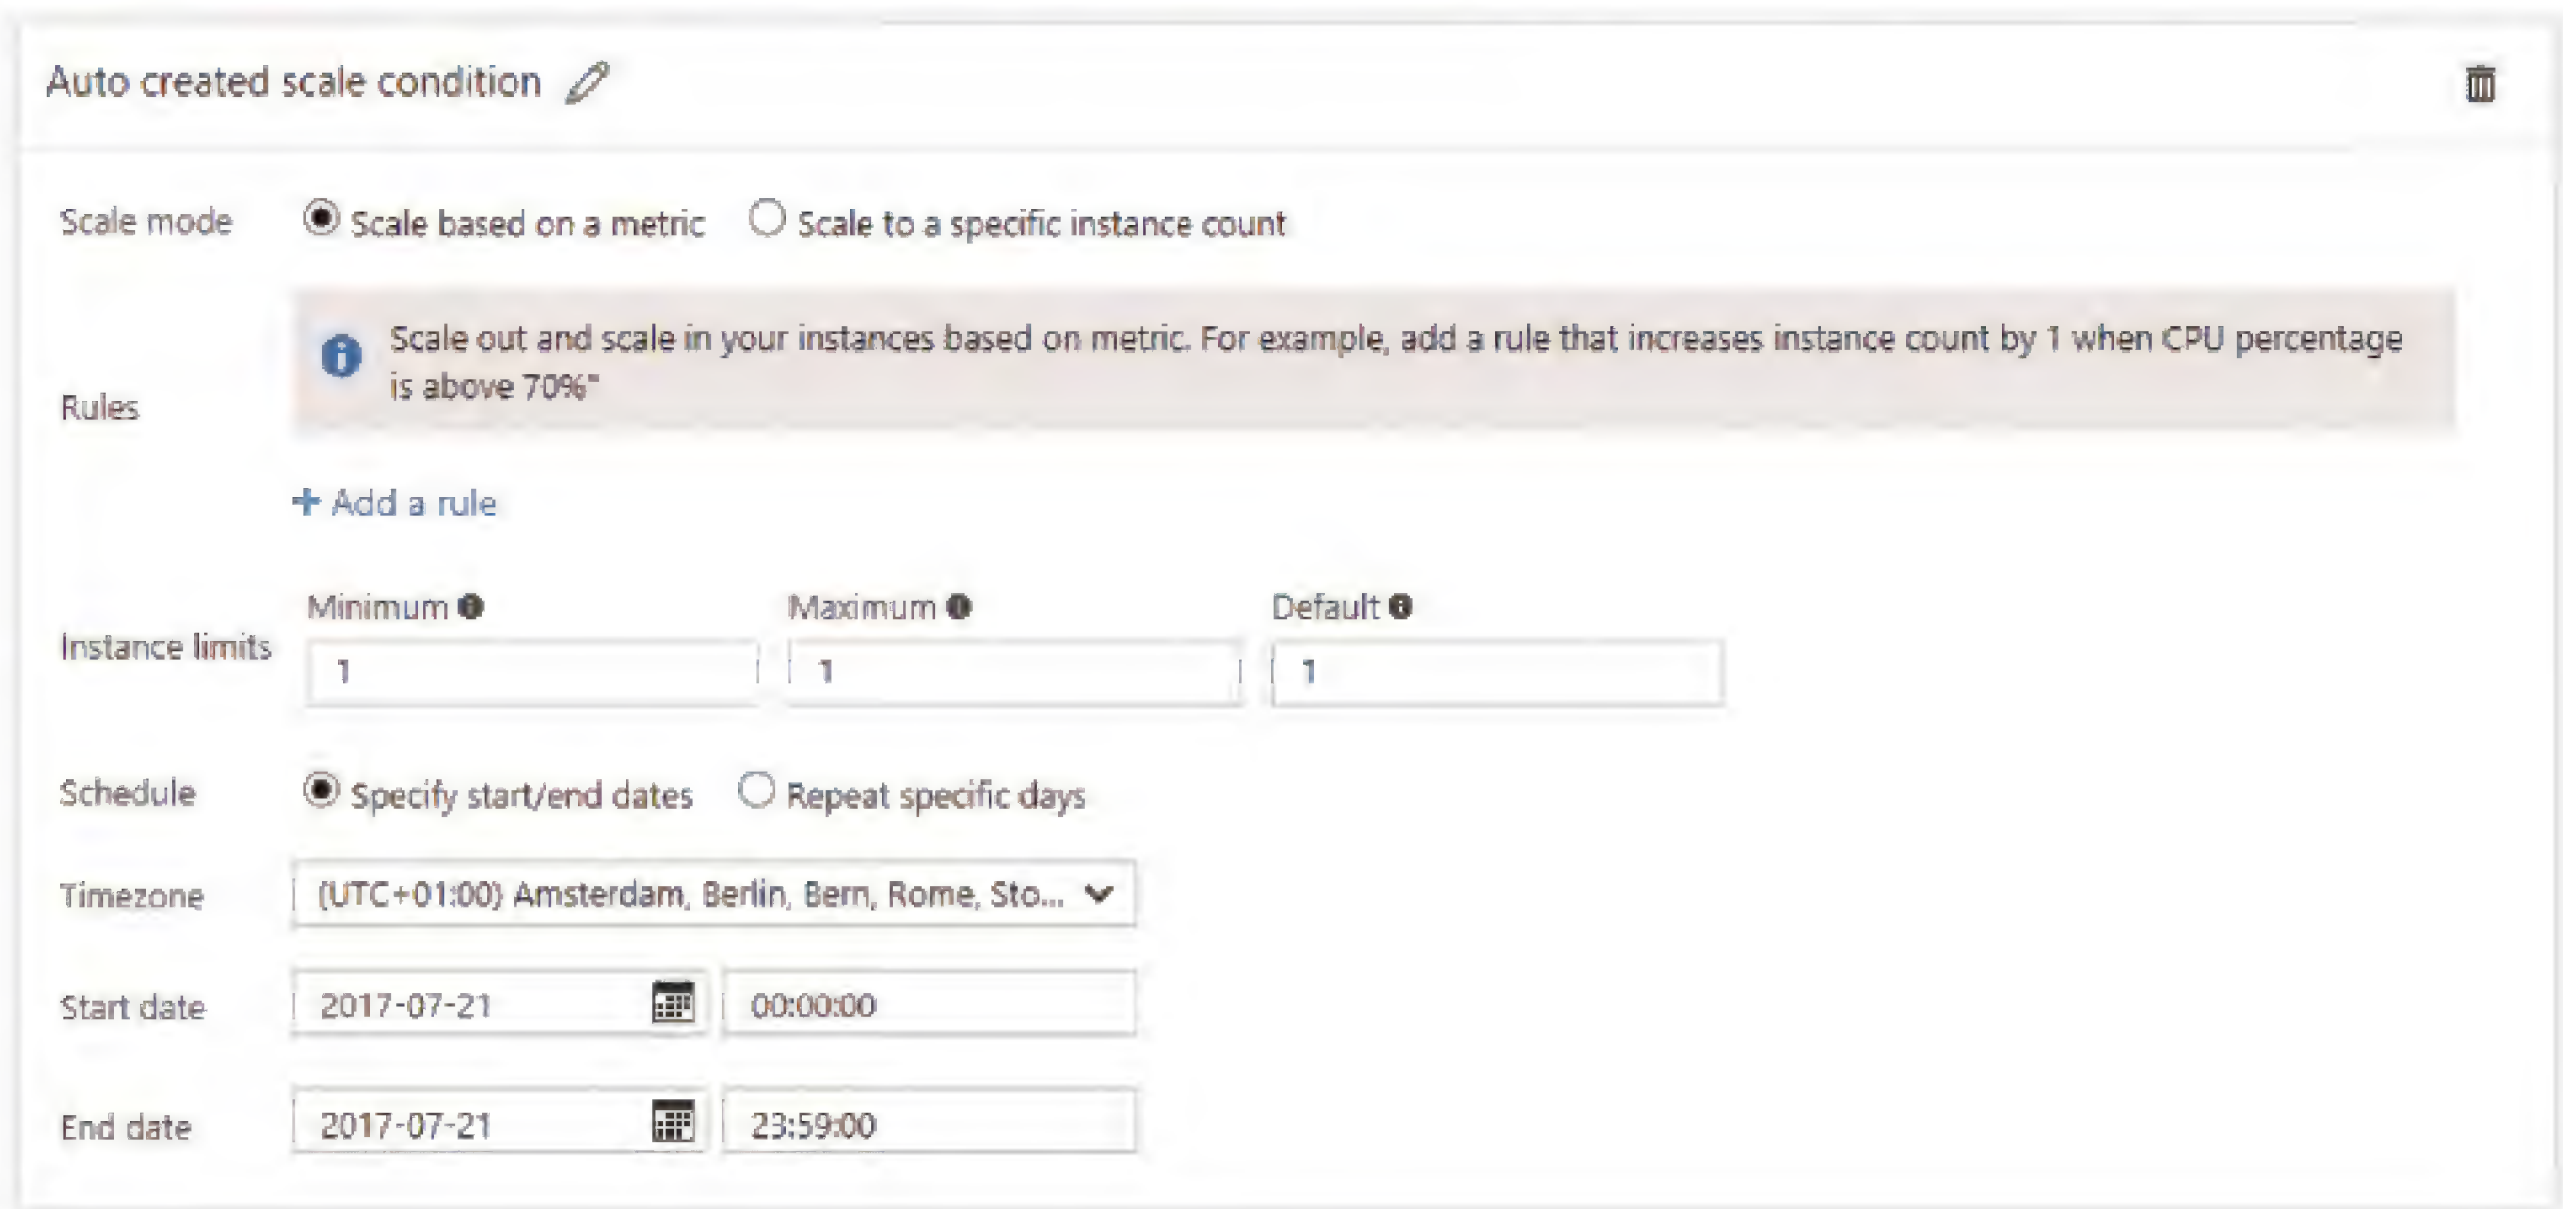 Auto created scale condition
Scale mode Scale based on a metric Scale to a specific instance count
Rules
Scale out and scale in your instances based on metric. For example, add a rule that increases instance count by 1 when CPU percentage
is above 70%"
+ Add a rule
Instance limits
Minimum Maximum Default
1 1 1
Schedule Specify start/end dates Repeat specific days
Timezone (UTC+01:00) Amsterdam, Berlin, Bern, Rome, Sto...
Start date 2017-07-21 00:00:00
End date 2017-07-21 23:59:00